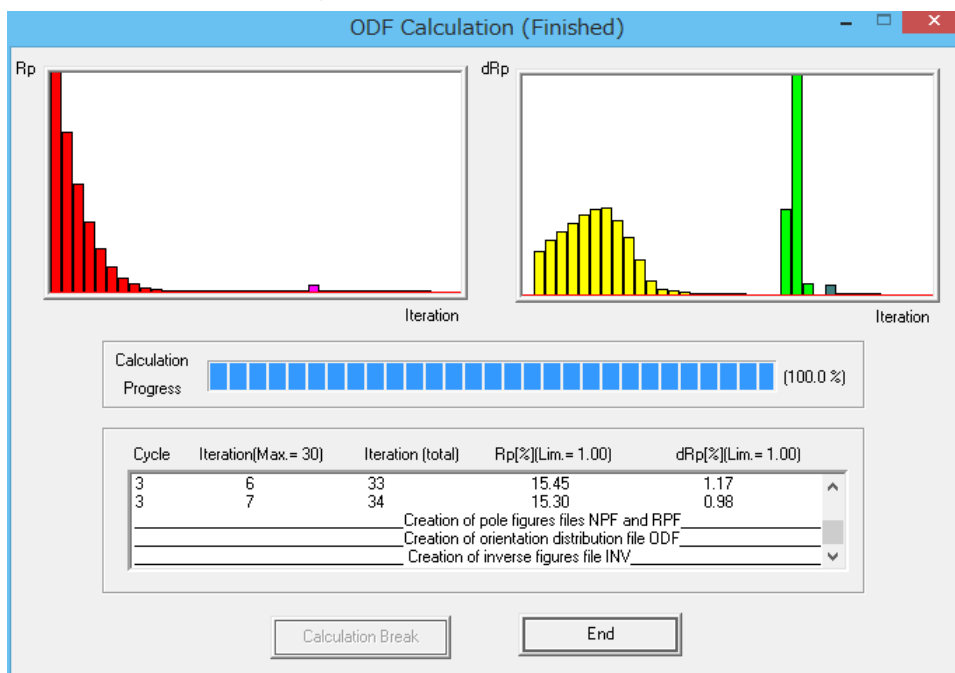 ODF Calculation (Finished)
Rp
dRp
Iteration
Iteration
Calculation
Progress
(100.0 %)
Cycle Iteration(Max.= 30) Iteration (total) Rp[%](Lim.= 1.00) dRp[%](Lim.= 1.00)
3 6 33 15.45 1.17
3 7 34 15.30 0.98
Creation of pole figures files NPF and RPF
Creation of orientation distribution file ODF
Creation of inverse figures file INV
Calculation Break
End